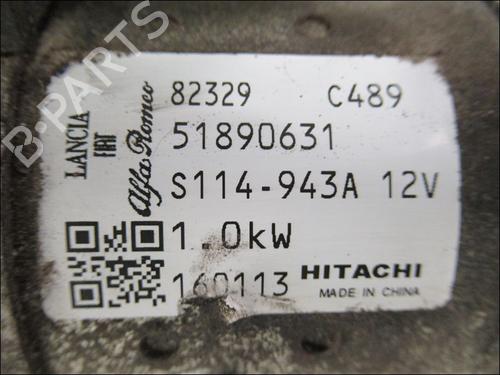 B-PARTS
LANCIA
FIAT
Alfa Romeo
82329 C489
51890631
S114-943A 12V
1.0kW
160113 HITACHI
MADE IN CHINA